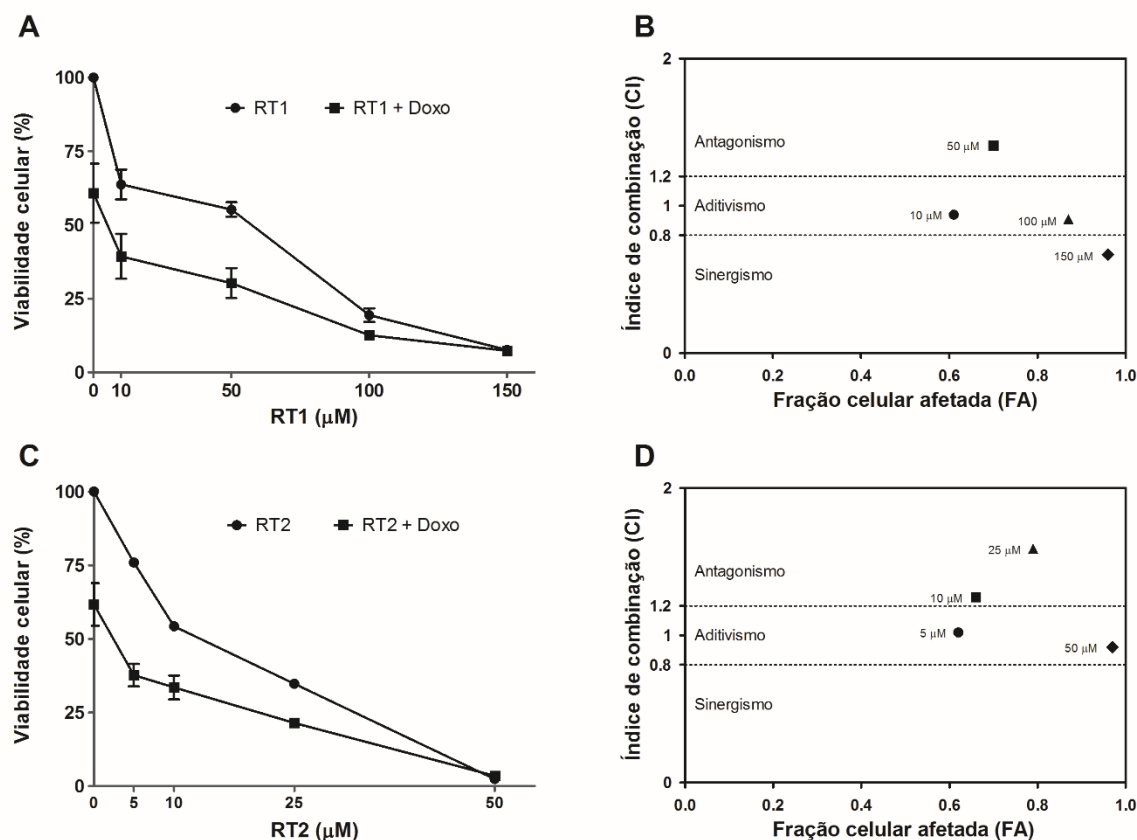 A
Viabilidade celular (%)
100
75
50
25
0
RT1
RT1 + Doxo
0
10
50
100
150
RT1 (µM)
B
Índice de combinação (CI)
2
1.2
1
0.8
0
Antagonismo
Aditivismo
Sinergismo
50 µM
10 µM
100 µM
150 µM
0.0
0.2
0.4
0.6
0.8
1.0
Fração celular afetada (FA)
C
Viabilidade celular (%)
100
75
50
25
0
RT2
RT2 + Doxo
0
5
10
25
50
RT2 (µM)
D
Índice de combinação (CI)
2
1.2
1
0.8
0
Antagonismo
Aditivismo
Sinergismo
25 µM
10 µM
5 µM
50 µM
0.0
0.2
0.4
0.6
0.8
1.0
Fração celular afetada (FA)